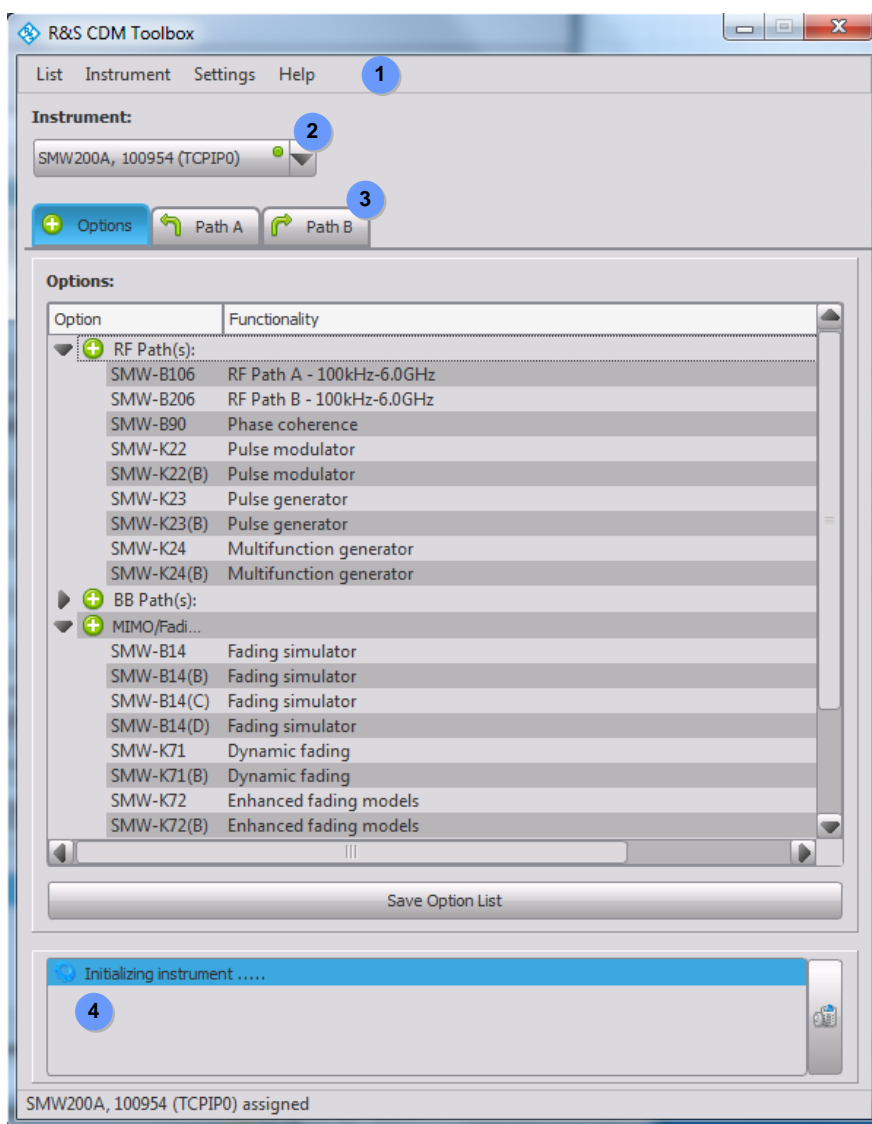 R&S CDM Toolbox
List Instrument Settings Help 1
Instrument:
2
SMW200A, 100954 (TCPIP0)
3
Options Path A Path B
Options:
Option Functionality
RF Path(s):
SMW-B106 RF Path A - 100kHz-6.0GHz
SMW-B206 RF Path B - 100kHz-6.0GHz
SMW-B90 Phase coherence
SMW-K22 Pulse modulator
SMW-K22(B) Pulse modulator
SMW-K23 Pulse generator
SMW-K23(B) Pulse generator
SMW-K24 Multifunction generator
SMW-K24(B) Multifunction generator
BB Path(s):
MIMO/Fadi...
SMW-B14 Fading simulator
SMW-B14(B) Fading simulator
SMW-B14(C) Fading simulator
SMW-B14(D) Fading simulator
SMW-K71 Dynamic fading
SMW-K71(B) Dynamic fading
SMW-K72 Enhanced fading models
SMW-K72(B) Enhanced fading models
Save Option List
Initializing instrument .....
4
SMW200A, 100954 (TCPIP0) assigned